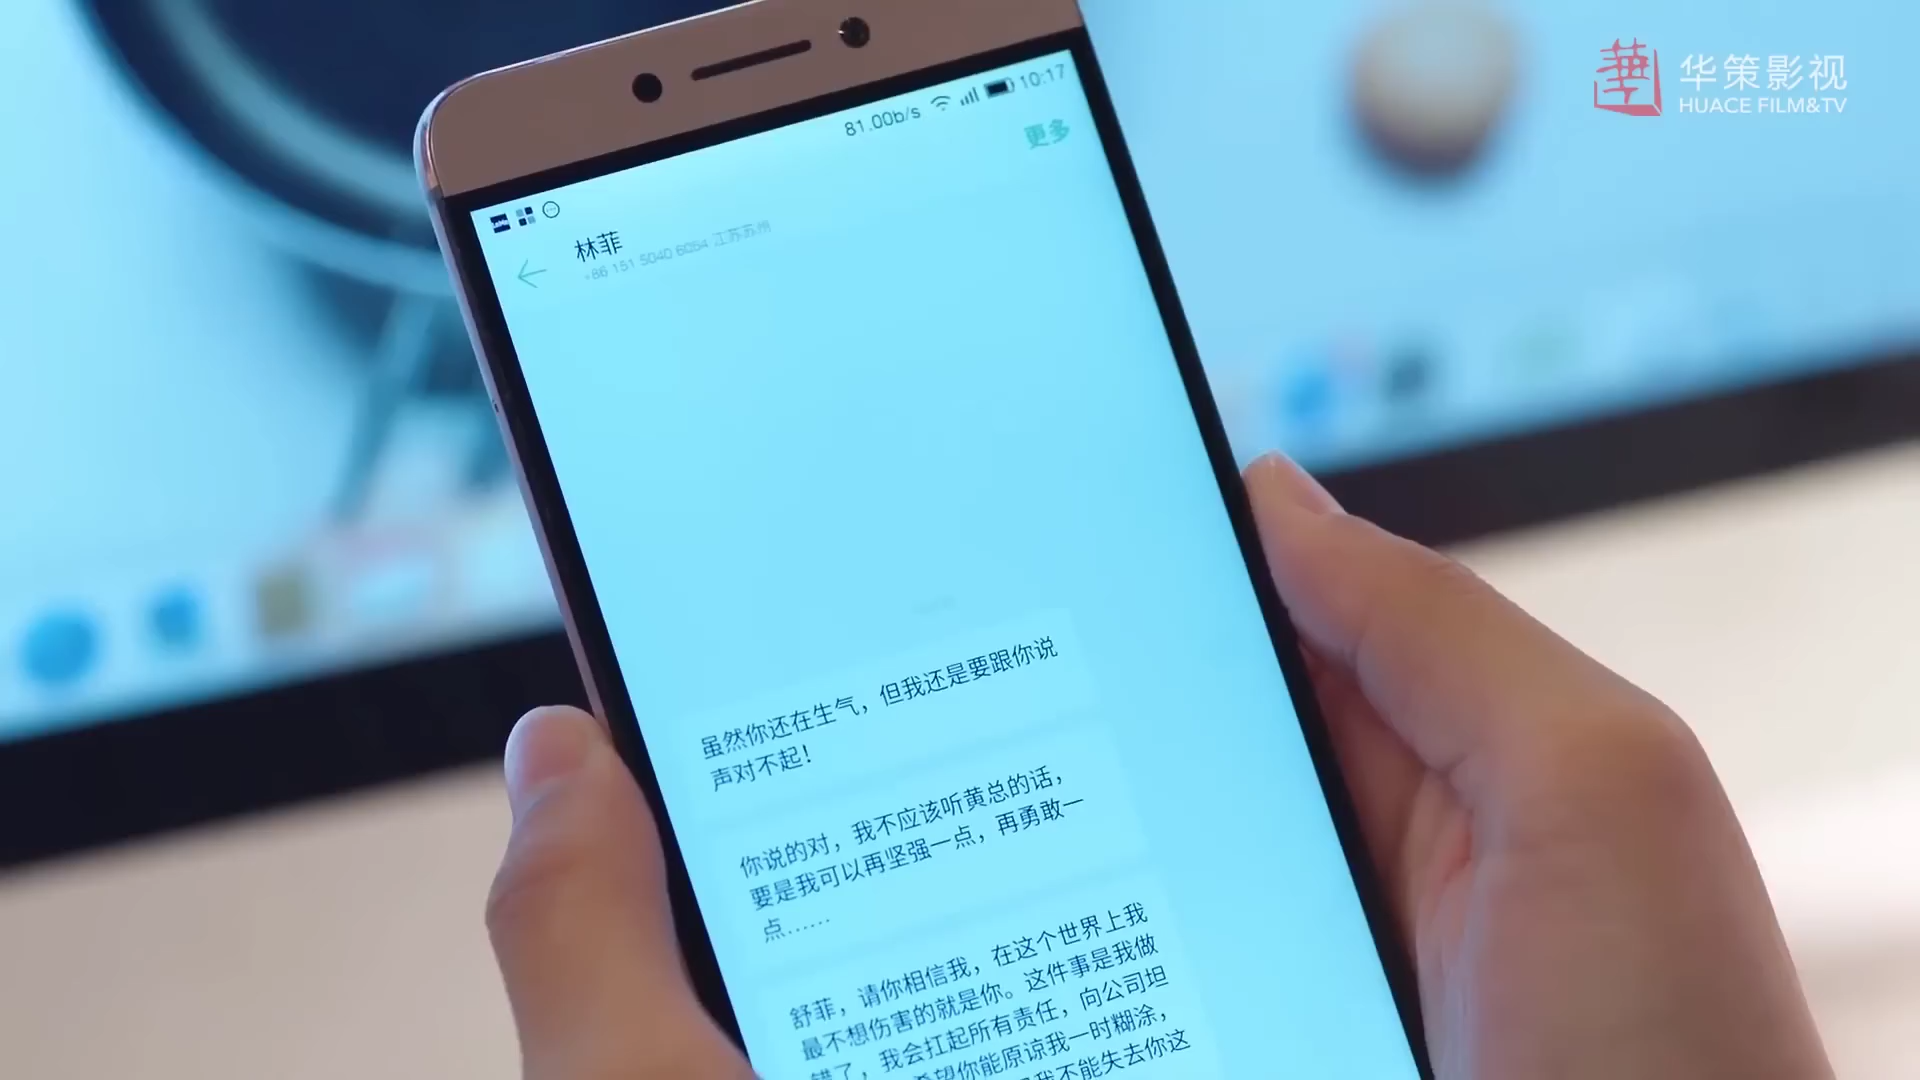 华策影视
HUACE FILM&TV
81.00b/s 10:17
更多
林菲
+86 151 5040 6054 江苏苏州
虽然你还在生气，但我还是要跟你说
声对不起！
你说的对，我不应该听黄总的话，
要是我可以再坚强一点，再勇敢一
点……
舒菲，请你相信我，在这个世界上我
最不想伤害的就是你。这件事是我做
错了，我会扛起所有责任，向公司坦
希望你能原谅我一时糊涂，
我不能失去你这